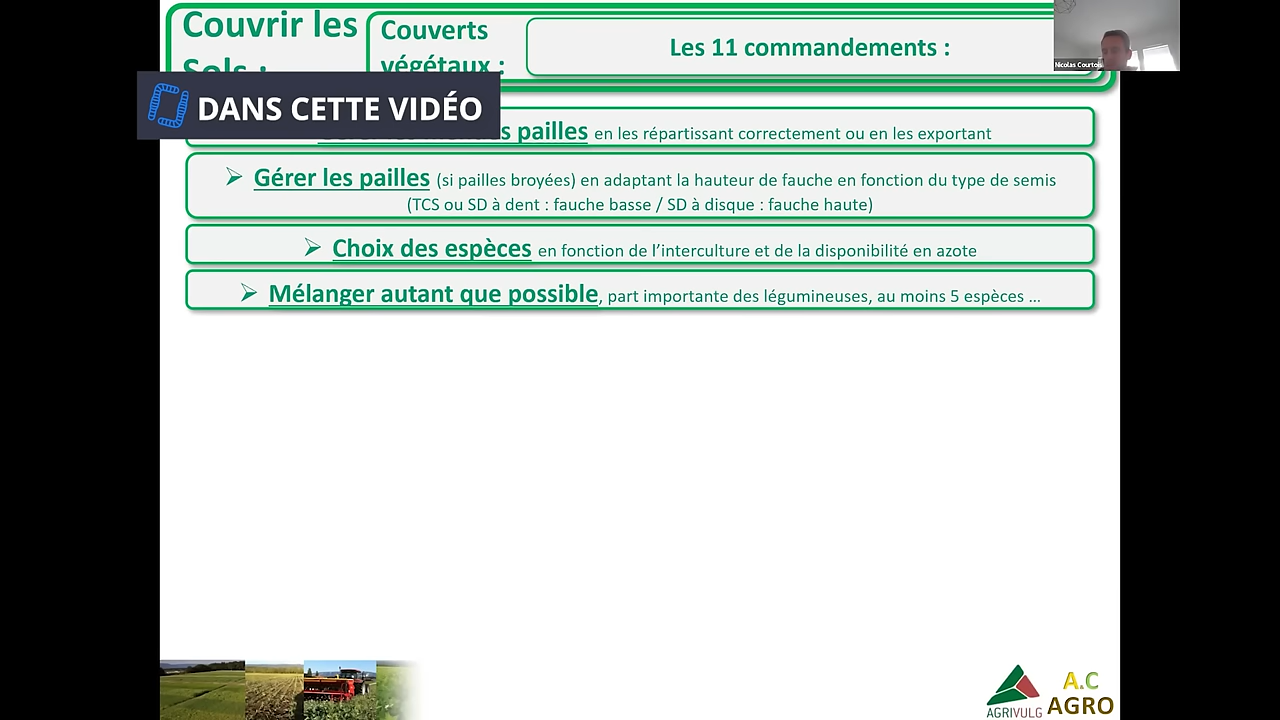 Couvrir les
Sols :
Couverts
végétaux :
Les 11 commandements :
Nicolas Courtois
DANS CETTE VIDÉO
pailles en les répartissant correctement ou en les exportant
➢ Gérer les pailles (si pailles broyées) en adaptant la hauteur de fauche en fonction du type de semis
(TCS ou SD à dent : fauche basse / SD à disque : fauche haute)
➢ Choix des espèces en fonction de l’interculture et de la disponibilité en azote
➢ Mélanger autant que possible, part importante des légumineuses, au moins 5 espèces ...
AGRIVULG
A.C
AGRO